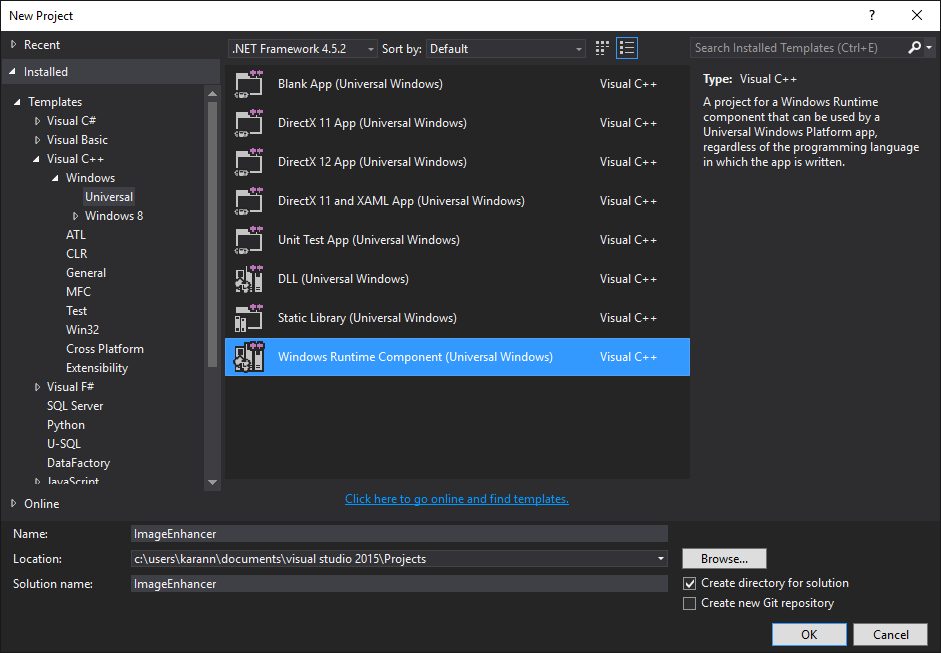 New Project
?
Recent
Installed
Templates
Visual C#
Visual Basic
Visual C++
Windows
Universal
Windows 8
ATL
CLR
General
MFC
Test
Win32
Cross Platform
Extensibility
Visual F#
SQL Server
Python
U-SQL
DataFactory
JavaScript
Online
.NET Framework 4.5.2 Sort by: Default
Blank App (Universal Windows) Visual C++
DirectX 11 App (Universal Windows) Visual C++
DirectX 12 App (Universal Windows) Visual C++
DirectX 11 and XAML App (Universal Windows) Visual C++
Unit Test App (Universal Windows) Visual C++
DLL (Universal Windows) Visual C++
Static Library (Universal Windows) Visual C++
Windows Runtime Component (Universal Windows) Visual C++
Click here to go online and find templates.
Search Installed Templates (Ctrl+E)
Type: Visual C++
A project for a Windows Runtime
component that can be used by a
Universal Windows Platform app,
regardless of the programming language
in which the app is written.
Name: ImageEnhancer
Location: c:\users\karann\documents\visual studio 2015\Projects Browse...
Solution name: ImageEnhancer
Create directory for solution
Create new Git repository
OK Cancel